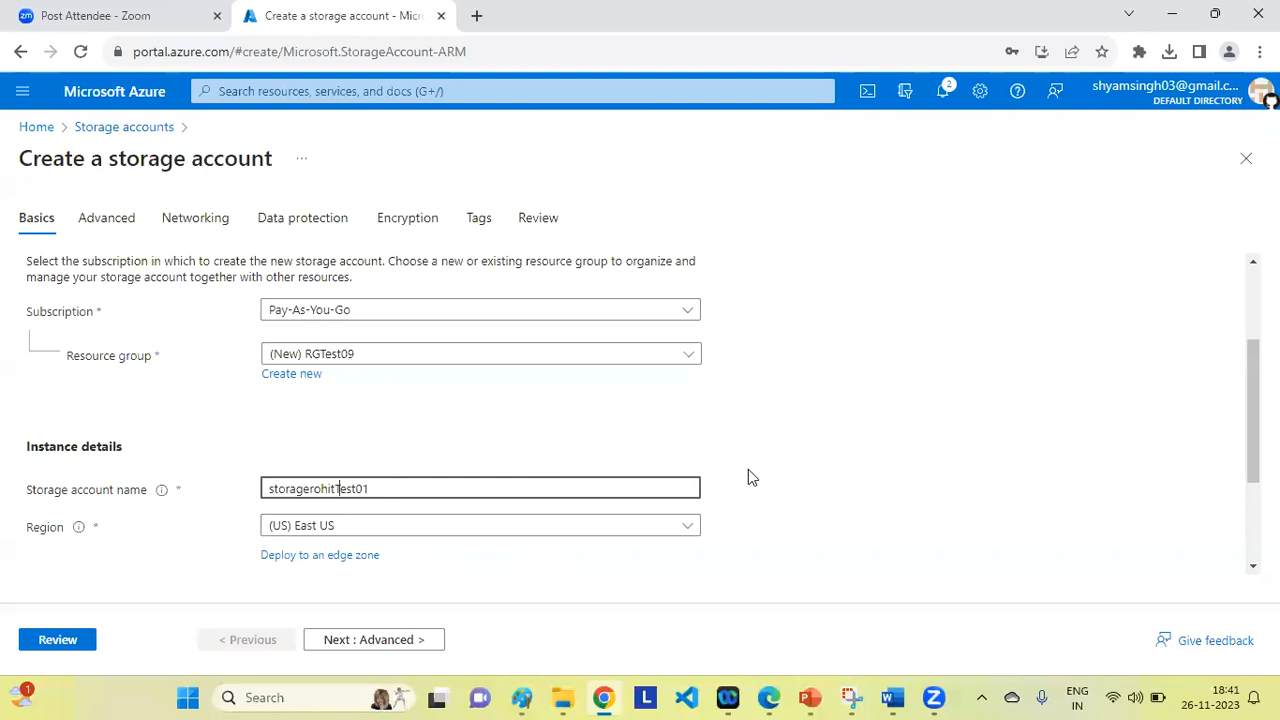 zm Post Attendee - Zoom
Create a storage account - Micr
portal.azure.com/#create/Microsoft.StorageAccount-ARM
Microsoft Azure
Search resources, services, and docs (G+/)
2
shyamsingh03@gmail.c...
DEFAULT DIRECTORY
Home > Storage accounts >
Create a storage account ...
Basics Advanced Networking Data protection Encryption Tags Review
Select the subscription in which to create the new storage account. Choose a new or existing resource group to organize and
manage your storage account together with other resources.
Subscription * Pay-As-You-Go
Resource group * (New) RGTest09
Create new
Instance details
Storage account name * storagerohitTest01
Region * (US) East US
Deploy to an edge zone
Review < Previous Next : Advanced > Give feedback
1
Search
L
ENG
IN
18:41
26-11-2023